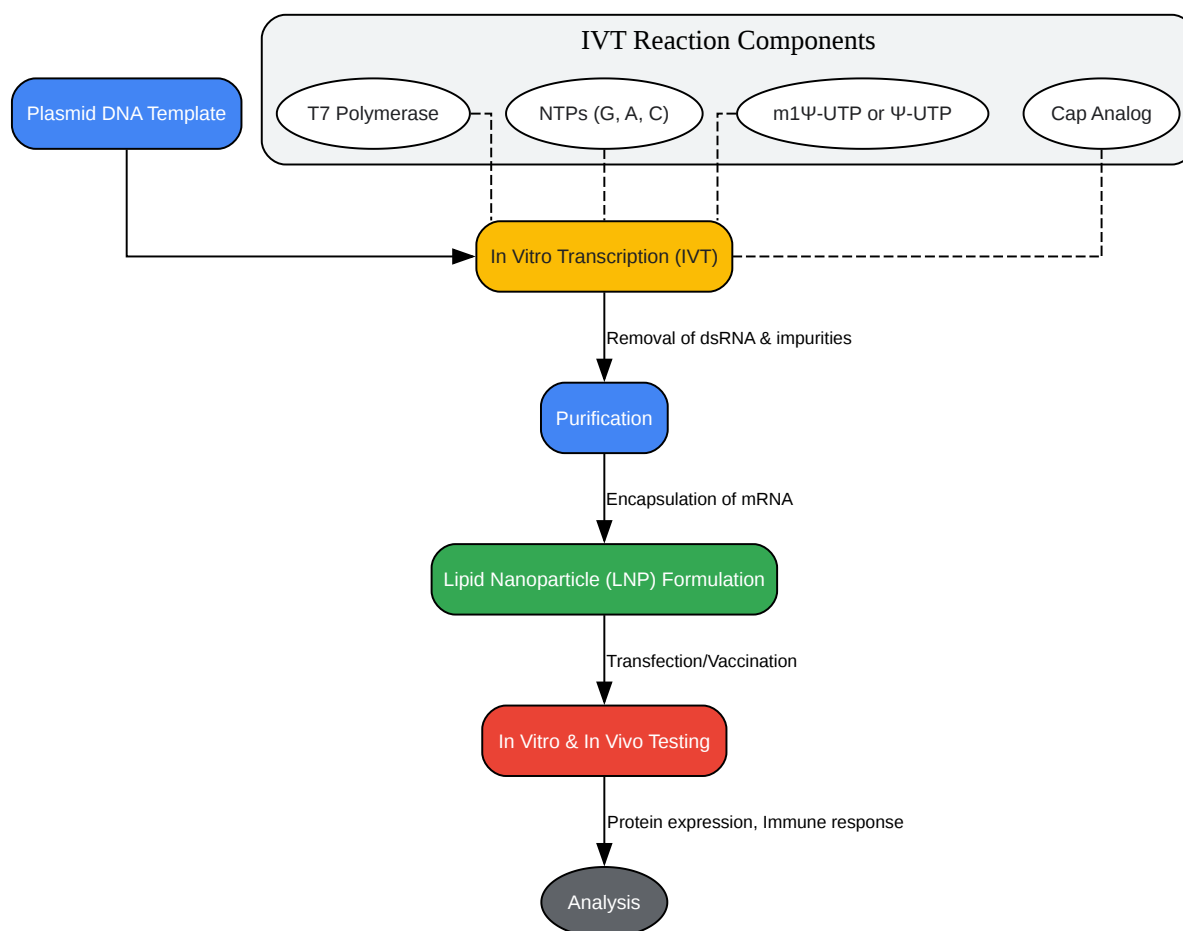 IVT Reaction Components
Plasmid DNA Template
T7 Polymerase
NTPs (G, A, C)
m1Ψ-UTP or Ψ-UTP
Cap Analog
In Vitro Transcription (IVT)
Removal of dsRNA & impurities
Purification
Encapsulation of mRNA
Lipid Nanoparticle (LNP) Formulation
Transfection/Vaccination
In Vitro & In Vivo Testing
Protein expression, Immune response
Analysis